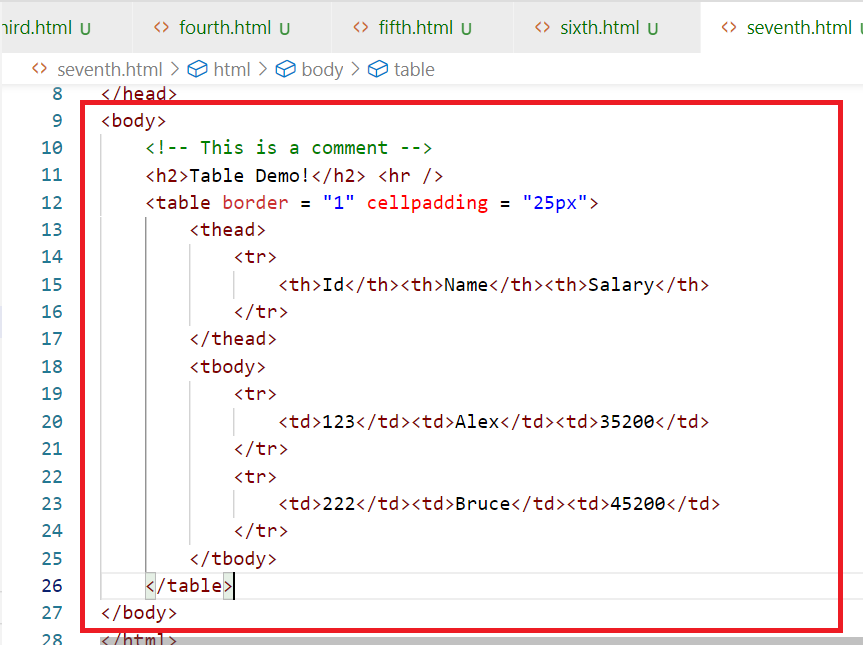 hird.html U <> fourth.html U <> fifth.html U <> sixth.html U <> seventh.html U
<> seventh.html > html > body > table
8 </head>
9 <body>
10 <!-- This is a comment -->
11 <h2>Table Demo!</h2> <hr />
12 <table border = "1" cellpadding = "25px">
13 <thead>
14 <tr>
15 <th>Id</th><th>Name</th><th>Salary</th>
16 </tr>
17 </thead>
18 <tbody>
19 <tr>
20 <td>123</td><td>Alex</td><td>35200</td>
21 </tr>
22 <tr>
23 <td>222</td><td>Bruce</td><td>45200</td>
24 </tr>
25 </tbody>
26 </table>
27 </body>
28 </html>